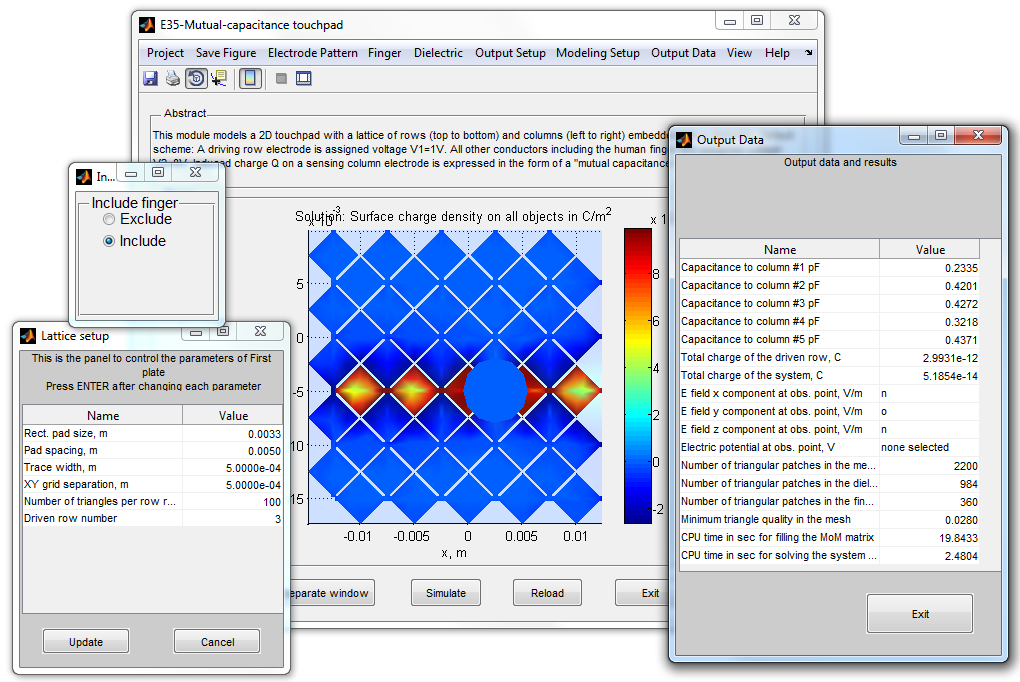 E35-Mutual-capacitance touchpad
Project Save Figure Electrode Pattern Finger Dielectric Output Setup Modeling Setup Output Data View Help
Abstract
This module models a 2D touchpad with a lattice of rows (top to bottom) and columns (left to right)
scheme: A driving row electrode is assigned voltage V1=1V. All other conductors including the human
charge Q on a sensing column electrode is expressed in the form of a "mutual capacitance
In...
Include finger
Exclude
Include
Solution: Surface charge density on all objects in C/m2
5
0
-5
10
15
-0.01 -0.005 0 0.005 0.01
x, m
8
6
4
2
0
-2
eparate window
Simulate
Reload
Exit
Lattice setup
This is the panel to control the parameters of First
plate
Press ENTER after changing each parameter
Name Value
Rect. pad size, m 0.0033
Pad spacing, m 0.0050
Trace width, m 5.0000e-04
XY grid separation, m 5.0000e-04
Number of triangles per row r... 100
Driven row number 3
Update
Cancel
Output Data
Output data and results
Name Value
Capacitance to column #1 pF 0.2335
Capacitance to column #2 pF 0.4201
Capacitance to column #3 pF 0.4272
Capacitance to column #4 pF 0.3218
Capacitance to column #5 pF 0.4371
Total charge of the driven row, C 2.9931e-12
Total charge of the system, C 5.1854e-14
E field x component at obs. point, V/m n
E field y component at obs. point, V/m o
E field z component at obs. point, V/m n
Electric potential at obs. point, V none selected
Number of triangular patches in the me... 2200
Number of triangular patches in the diel... 984
Number of triangular patches in the fin... 360
Minimum triangle quality in the mesh 0.0280
CPU time in sec for filling the MoM matrix 19.8433
CPU time in sec for solving the system ... 2.4804
Exit